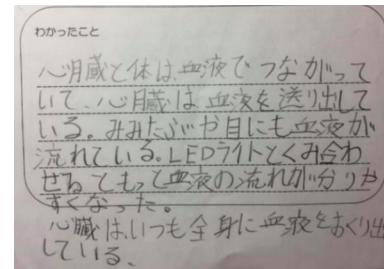 わかったこと
心臓と体は、血液でつながって
いて、心臓は血液を送り出して
いる。みみたぶや目にも血液が
流れている。LEDライトとくみ合わ
せるともって血液の流れが分りや
すくなった。
心臓は、いつも全身に血液をおくり出
している。